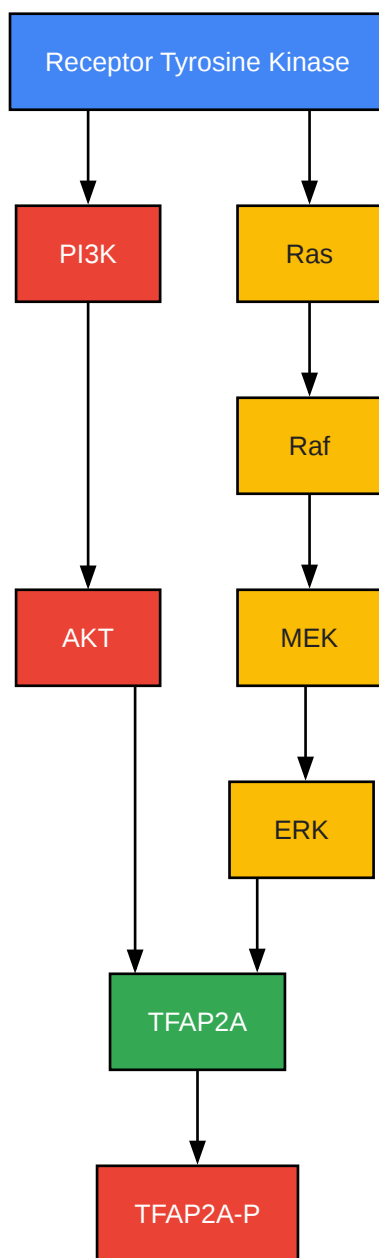 Receptor Tyrosine Kinase
PI3K
Ras
Raf
AKT
MEK
ERK
TFAP2A
TFAP2A-P